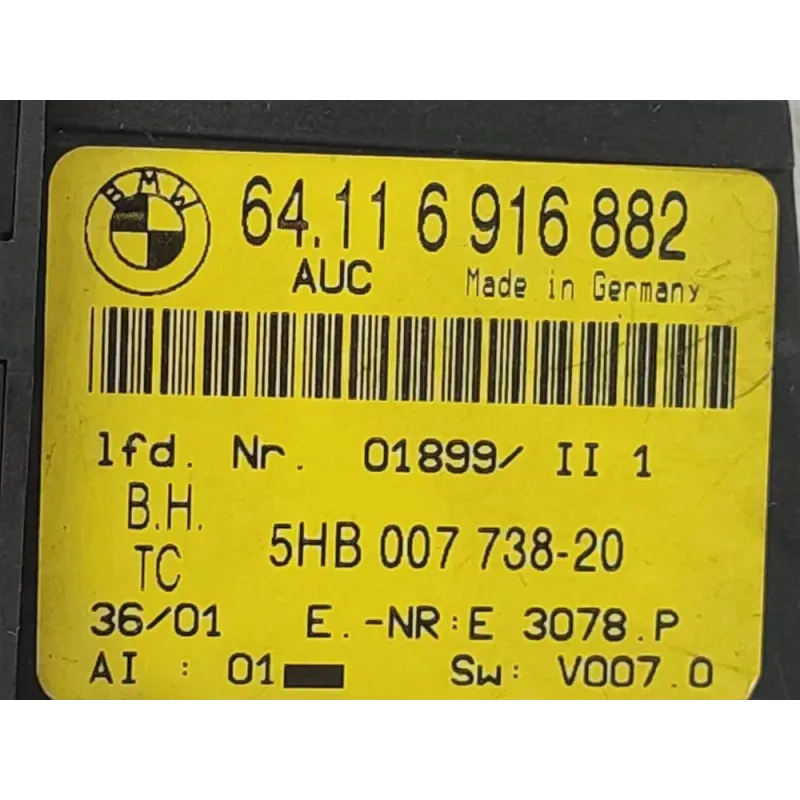 BMW
64.11 6 916 882
AUC Made in Germany
lfd. Nr. 01899/ II 1
B.H.
TC 5HB 007 738-20
36/01 E.-NR:E 3078.P
AI : 01 Sw: V007.0